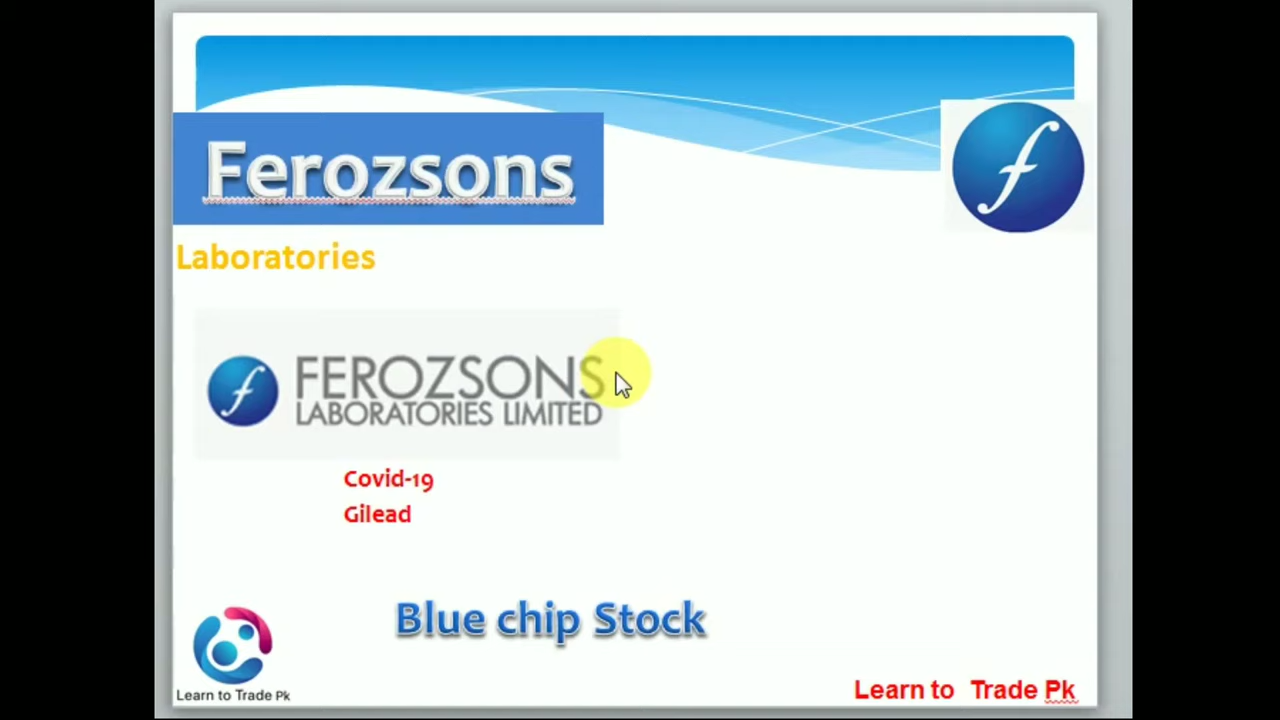 Ferozsons
f
Laboratories
f FEROZSONS
LABORATORIES LIMITED
Covid-19
Gilead
Blue chip Stock
Learn to Trade Pk
Learn to Trade Pk